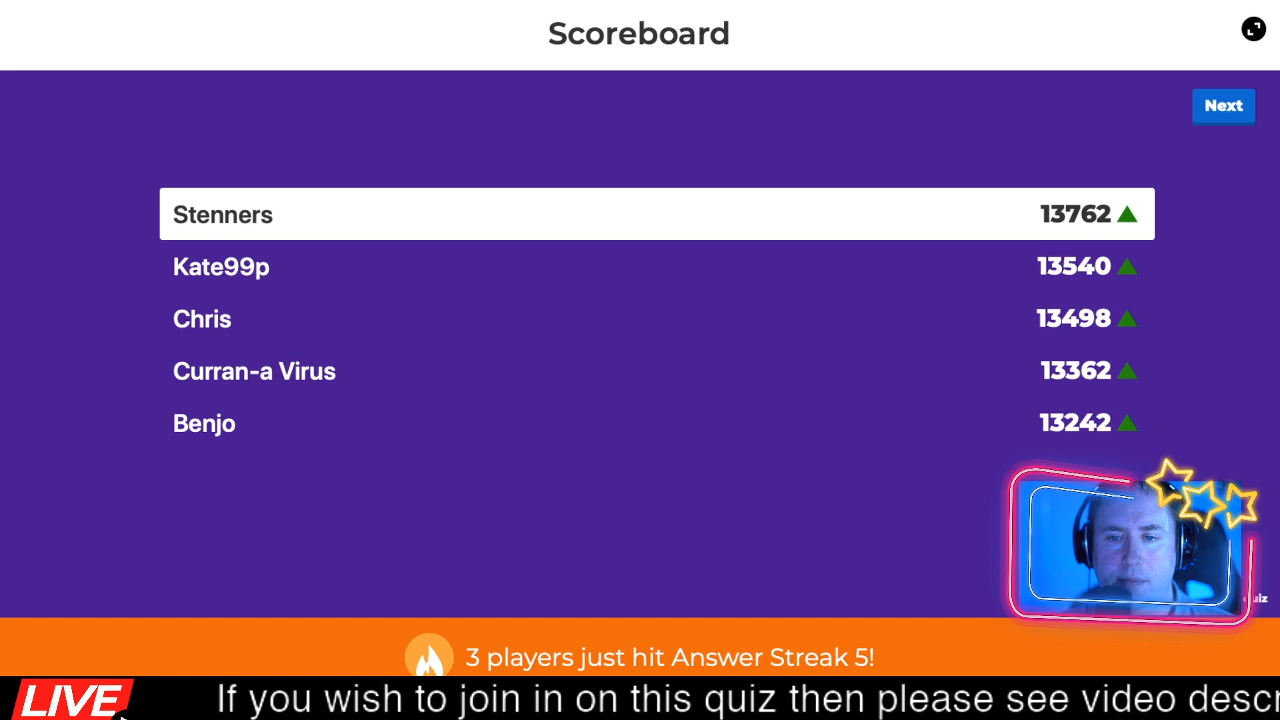 Scoreboard
Next
Stenners 13762
Kate99p 13540
Chris 13498
Curran-a Virus 13362
Benjo 13242
3 players just hit Answer Streak 5!
LIVE If you wish to join in on this quiz then please see video descr